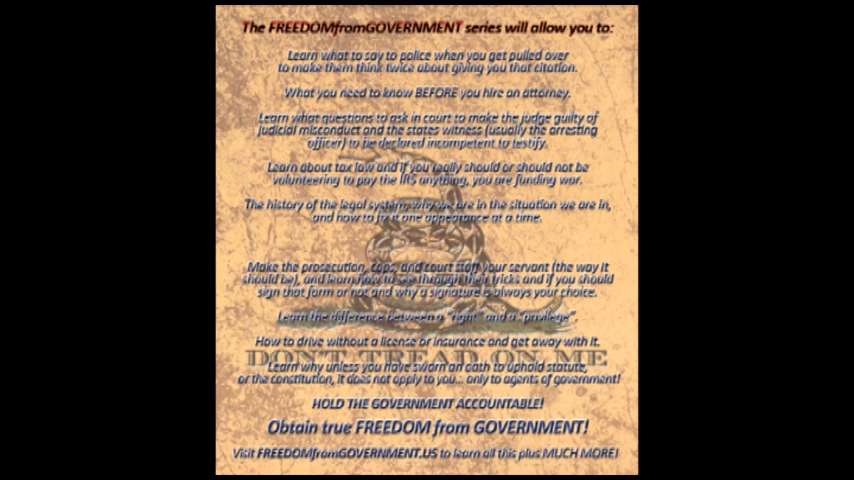 The FREEDOMfromGOVERNMENT series will allow you to:
Learn what to say to police when you get pulled over
to make them think twice about giving you that citation.
What you need to know BEFORE you hire an attorney.
Learn what questions to ask in court to make the judge guilty of
judicial misconduct and the states witness (usually the arresting
officer) to be declared incompetent to testify.
Learn about tax law and if you really should or should not be
volunteering to pay the IRS anything, you are funding war.
The history of the legal system, why we are in the situation we are in,
and how to fix it one appearance at a time.
Make the prosecution, cops, and court staff your servant (the way it
should be), and learn how to see through their tricks and if you should
sign that form or not and why a signature is always your choice.
Learn the difference between a "right" and a "privilege".
How to drive without a license or insurance and get away with it.
DONT TREAD ON ME
Learn why unless you have sworn an oath to uphold statute,
or the constitution, it does not apply to you... only to agents of government!
HOLD THE GOVERNMENT ACCOUNTABLE!
Obtain true FREEDOM from GOVERNMENT!
Visit FREEDOMfromGOVERNMENT.US to learn all this plus MUCH MORE!